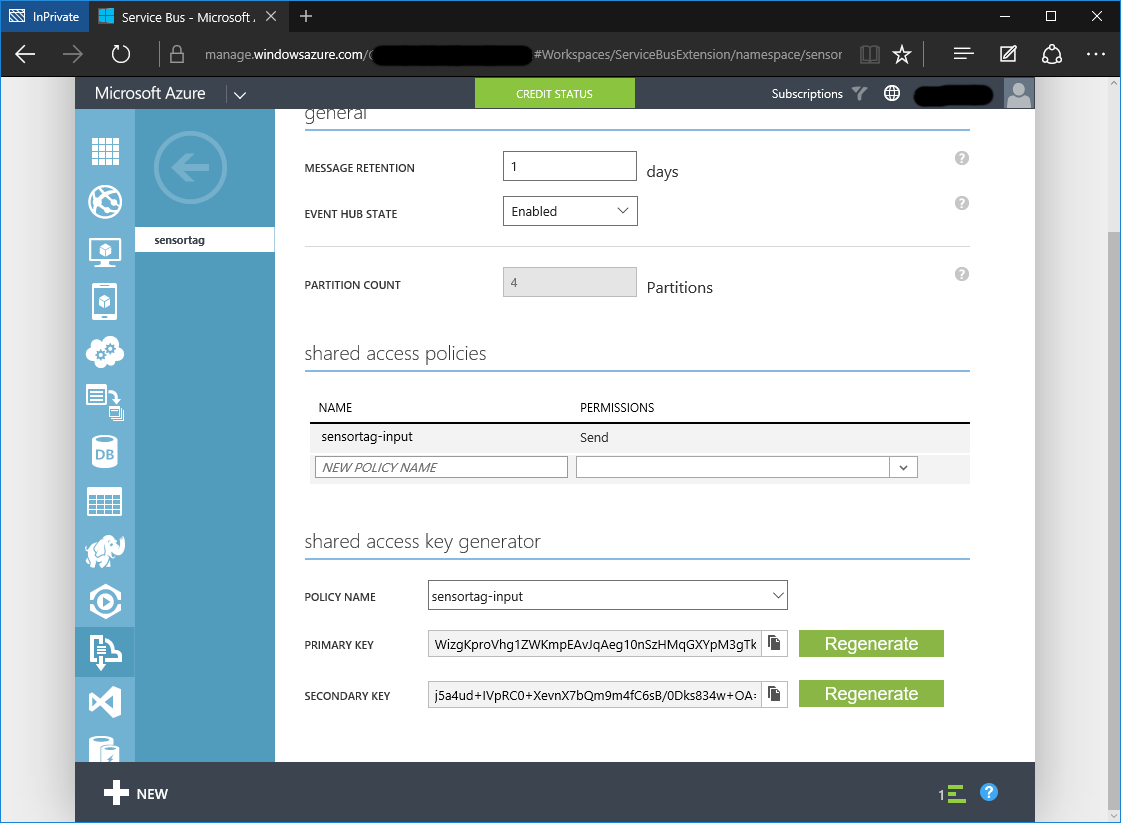 InPrivate
Service Bus - Microsoft
manage.windowsazure.com/ #Workspaces/ServiceBusExtension/namespace/sensor
Microsoft Azure
CREDIT STATUS
Subscriptions
general
MESSAGE RETENTION 1 days
EVENT HUB STATE Enabled
sensortag
PARTITION COUNT 4 Partitions
shared access policies
NAME PERMISSIONS
sensortag-input Send
NEW POLICY NAME
DB
shared access key generator
POLICY NAME sensortag-input
PRIMARY KEY WizgKproVhg1ZWKmpEAvJqAeg10nSzHMqGXYpM3gTk Regenerate
SECONDARY KEY j5a4ud+IVpRC0+XevnX7bQm9m4fC6sB/0Dks834w+OA= Regenerate
NEW
1